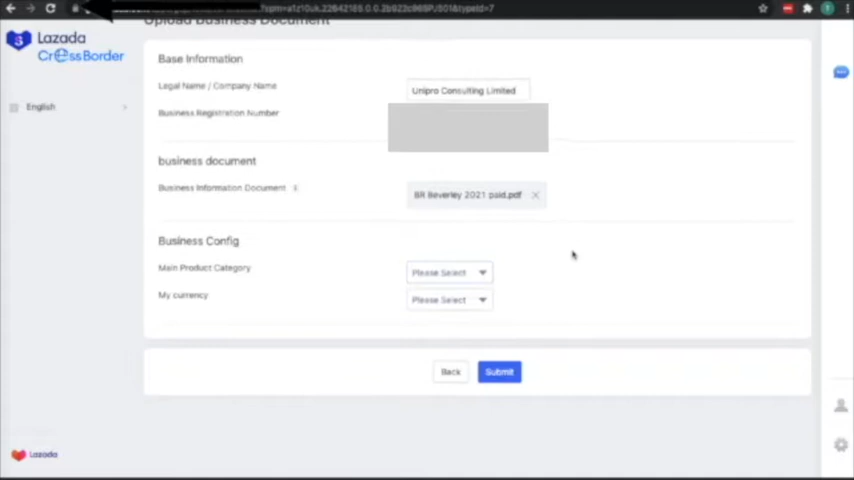 Upload Business Document
Lazada
CrossBorder
English
Base Information
Legal Name / Company Name
Unipro Consulting Limited
Business Registration Number
business document
Business Information Document
BR Beverley 2021 paid.pdf
Business Config
Main Product Category
Please Select
My currency
Please Select
Back
Submit
Lazada